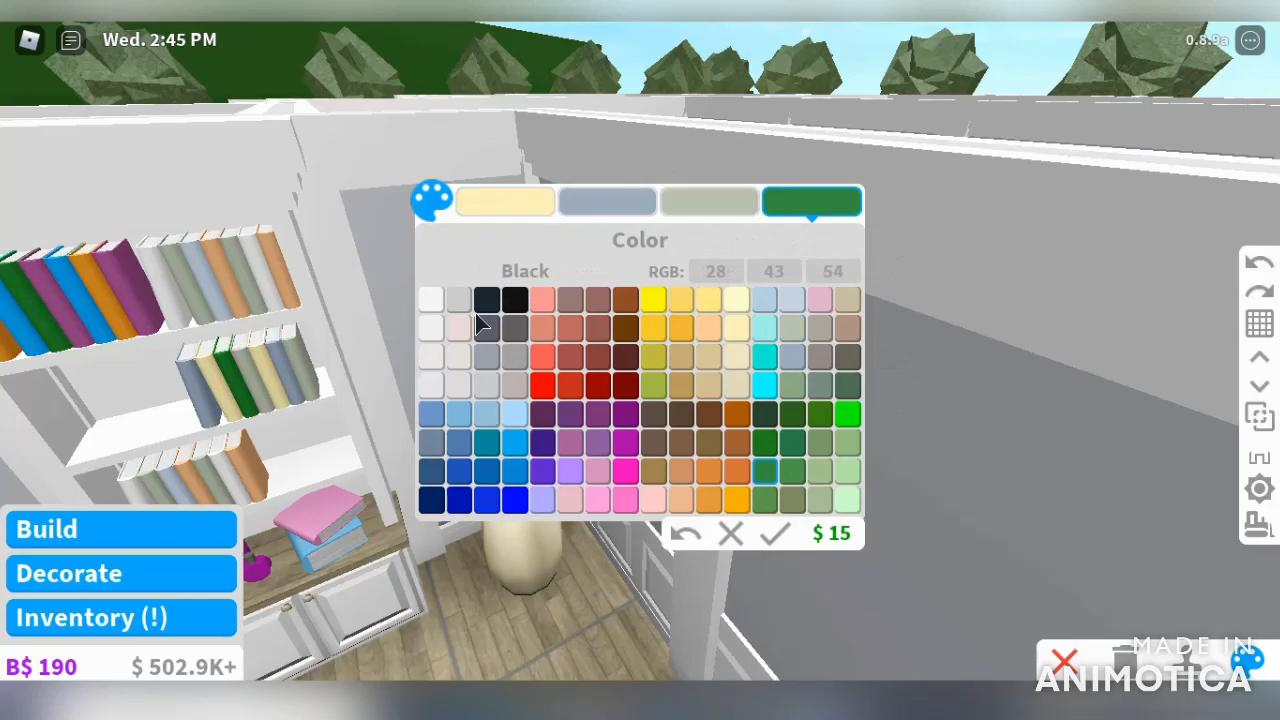 Wed. 2:45 PM
0.8.9a
Color
Black RGB: 28 43 54
$ 15
Build
Decorate
Inventory (!)
B$ 190 $ 502.9K+
MADE IN
ANIMOTICA